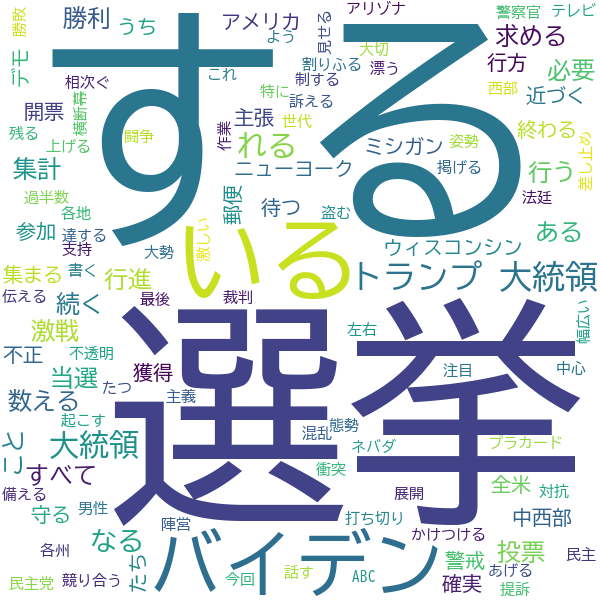 勝敗
勝利
うち
アメリカ
よう
見せる
アリゾナ
警察官
テレビ
デモ
相次ぐ
横断幕
する
これ
割りふる
大切
求める
行方
必要
開票
特に
制する
漂う
西部
近づく
主張
訴える
残る
上げる
闘争
作業
れる
世代
ミシガン
姿勢
終わる
差し止め
集計
ニューヨーク
掲げる
行う
過半数
郵便
待つ
盗む
法廷
参加
各地
達する
支持
大勢
激しい
いる
ウィスコンシン
ある
集まる
書く
行進
トランプ
大統領
幅広い
伝える
続く
最後
裁判
激戦
選挙
左右
不正
不透明
獲得
注目
中心
当選
たつ
主義
数える
起こす
混乱
態勢
ネバダ
プラカード
こと
大統領
すべて
衝突
全米
対抗
備える
男性
展開
守る
陣営
打ち切り
中西部
なる
バイデン
かけつける
投票
各州
たち
警戒
民主
民主党
競り合う
今回
話す
ABC
確実
あげる
提訴